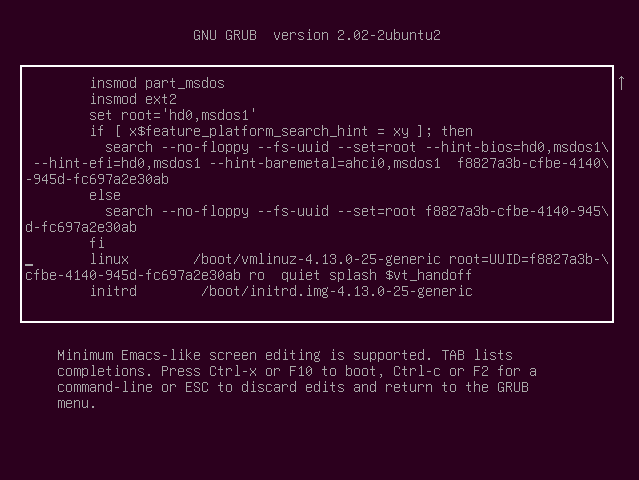 GNU GRUB  version 2.02-2ubuntu2
insmod part_msdos
insmod ext2
set root='hd0,msdos1'
if [ x$feature_platform_search_hint = xy ]; then
search --no-floppy --fs-uuid --set=root --hint-bios=hd0,msdos1\
--hint-efi=hd0,msdos1 --hint-baremetal=ahci0,msdos1  f8827a3b-cfbe-4140\
-945d-fc697a2e30ab
else
search --no-floppy --fs-uuid --set=root f8827a3b-cfbe-4140-945\
d-fc697a2e30ab
fi
linux        /boot/vmlinuz-4.13.0-25-generic root=UUID=f8827a3b-\
cfbe-4140-945d-fc697a2e30ab ro  quiet splash $vt_handoff
initrd        /boot/initrd.img-4.13.0-25-generic
Minimum Emacs-like screen editing is supported. TAB lists
completions. Press Ctrl-x or F10 to boot, Ctrl-c or F2 for a
command-line or ESC to discard edits and return to the GRUB
menu.